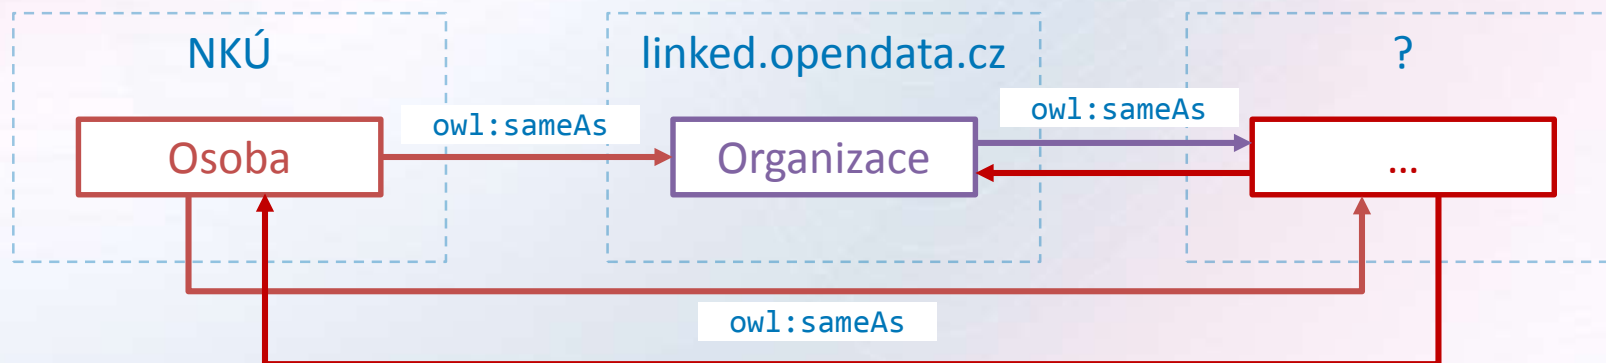 NKÚ
linked.opendata.cz
?
owl:sameAs
owl:sameAs
Osoba
Organizace
...
owl:sameAs